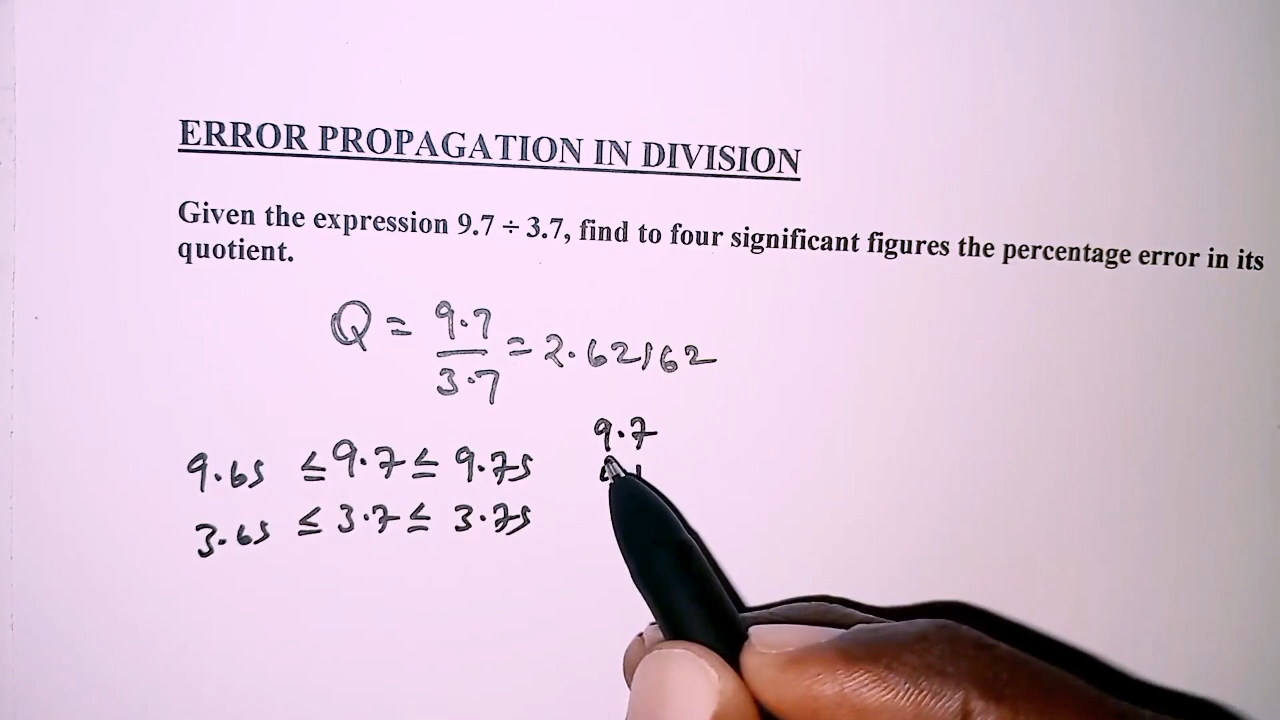 ERROR PROPAGATION IN DIVISION
Given the expression 9.7 ÷ 3.7, find to four significant figures the percentage error in its
quotient.
Q = 9.7 / 3.7 = 2.62162
9.7
9.65 ≤ 9.7 ≤ 9.75
3.65 ≤ 3.7 ≤ 3.75